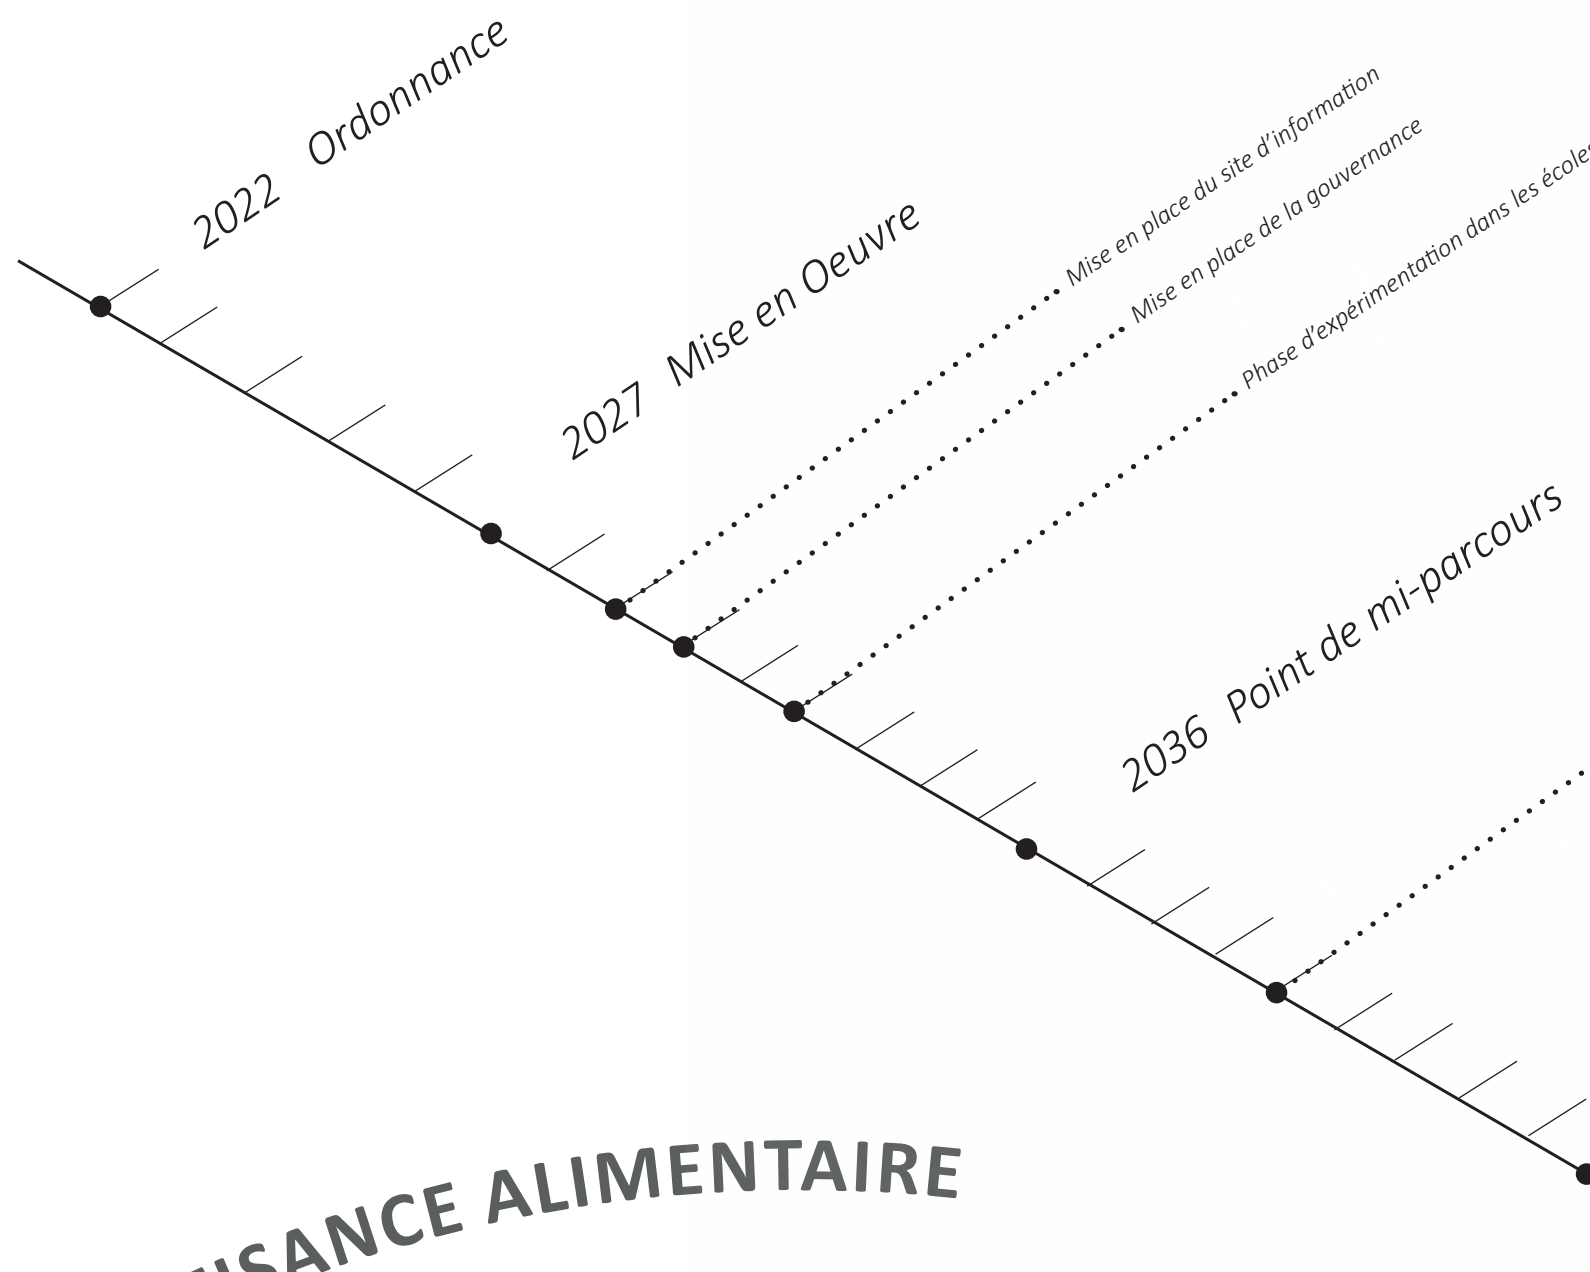 2022 Ordonnance
2027 Mise en Oeuvre
Mise en place du site d’information
Mise en place de la gouvernance
Phase d’expérimentation dans les écoles
2036 Point de mi-parcours
ALIMENTAIRE